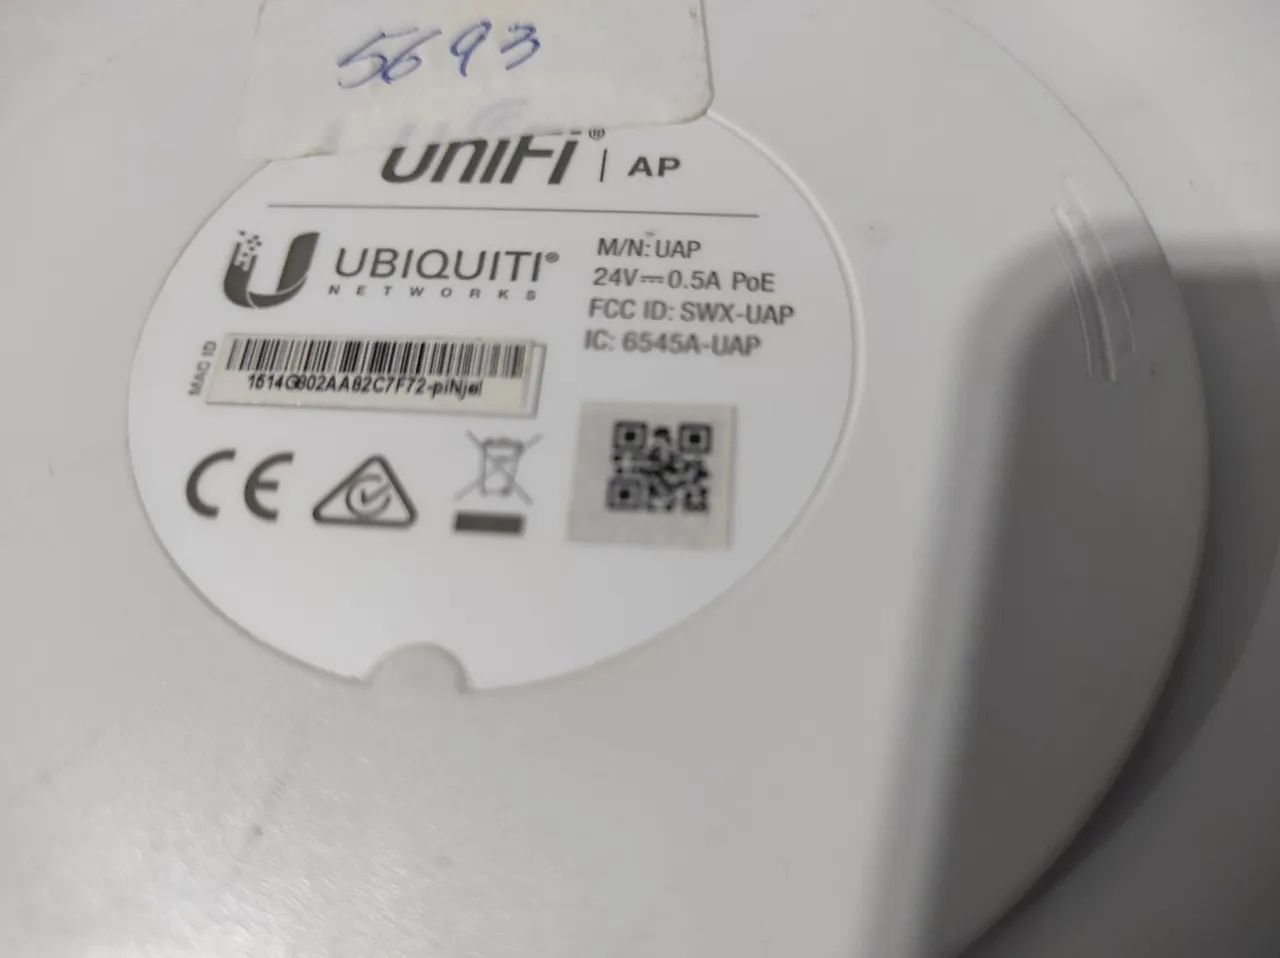 5693
UniFi® | AP
UBIQUITI®
NETWORKS
M/N: UAP
24V⎓0.5A PoE
FCC ID: SWX-UAP
IC: 6545A-UAP
MAC ID
1614G802AA82C7F72-piNjel
CE